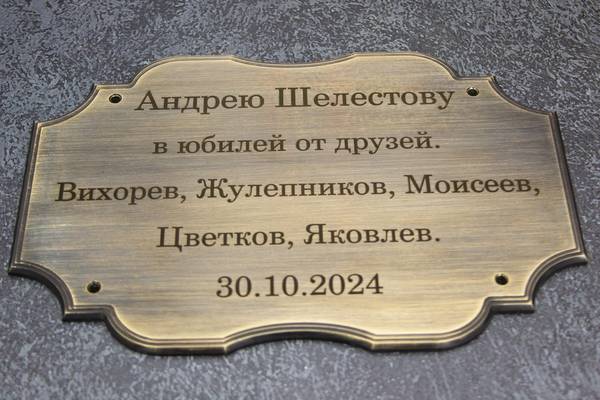 Андрею Шелестову
в юбилей от друзей.
Вихорев, Жулепников, Моисеев,
Цветков, Яковлев.
30.10.2024